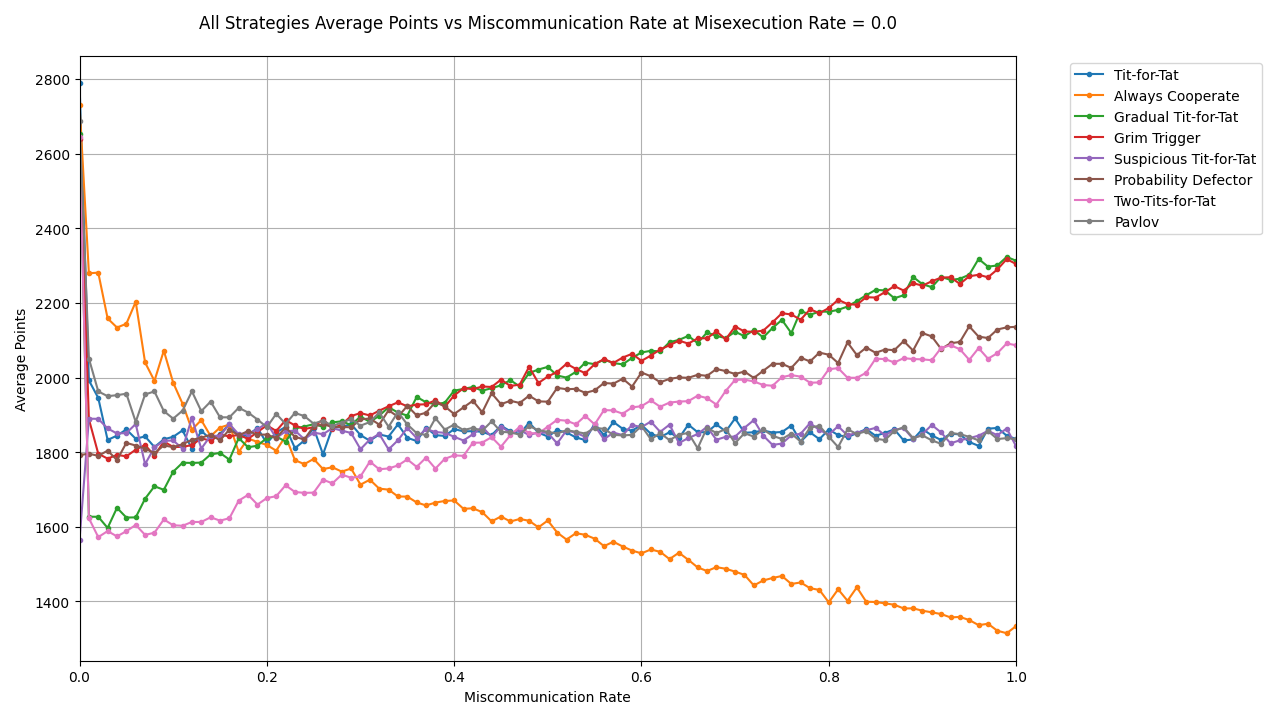 All Strategies Average Points vs Miscommunication Rate at Misexecution Rate = 0.0
2800
2600
2400
2200
2000
1800
1600
1400
Average Points
0.0
0.2
0.4
0.6
0.8
1.0
Miscommunication Rate
Tit-for-Tat
Always Cooperate
Gradual Tit-for-Tat
Grim Trigger
Suspicious Tit-for-Tat
Probability Defector
Two-Tits-for-Tat
Pavlov